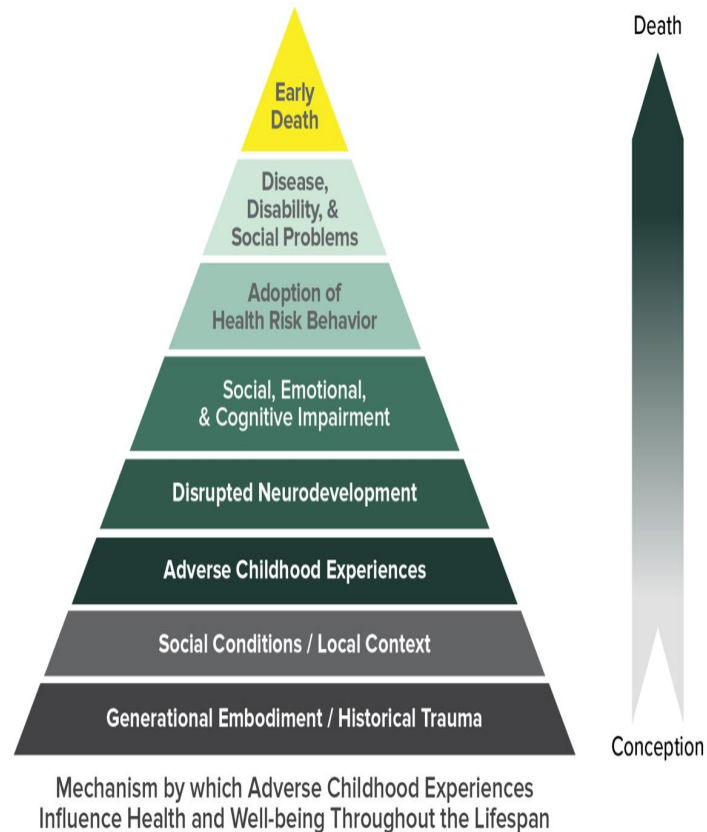 Death
Early
Death
Disease,
Disability, &
Social Problems
Adoption of
Health Risk Behavior
Social, Emotional,
& Cognitive Impairment
Disrupted Neurodevelopment
Adverse Childhood Experiences
Social Conditions / Local Context
Generational Embodiment / Historical Trauma
Conception
Mechanism by which Adverse Childhood Experiences
Influence Health and Well-being Throughout the Lifespan